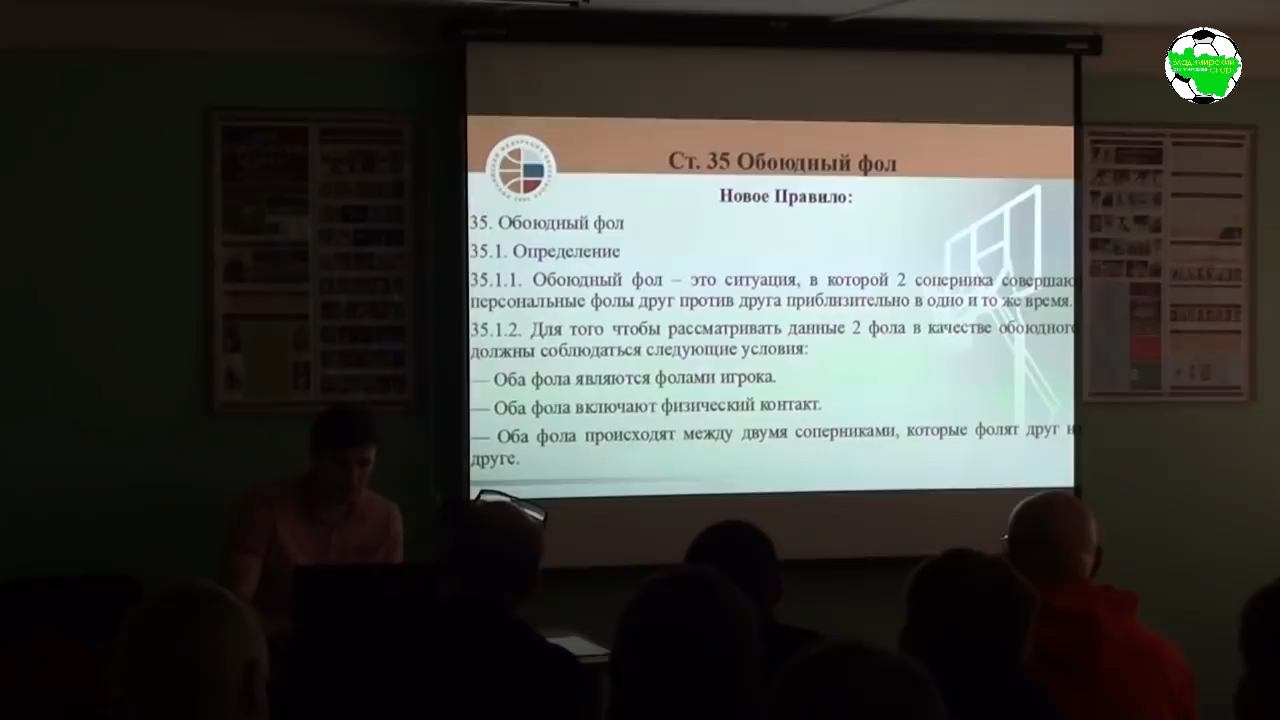 Владимирский
спорт
Ст. 35 Обоюдный фол
Новое Правило:
35. Обоюдный фол
35.1. Определение
35.1.1. Обоюдный фол – это ситуация, в которой 2 соперника совершаю
персональные фолы друг против друга приблизительно в одно и то же время.
35.1.2. Для того чтобы рассматривать данные 2 фола в качестве обоюдного
должны соблюдаться следующие условия:
— Оба фола являются фолами игрока.
— Оба фола включают физический контакт.
— Оба фола происходят между двумя соперниками, которые фолят друг н
друге.